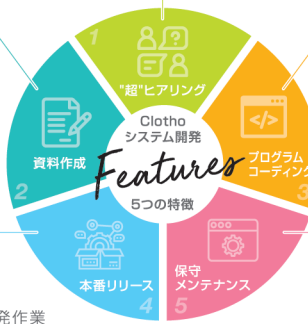 1
"超"ヒアリング
Clotho
システム開発
Features
5つの特徴
資料作成
2
プログラム
コーディング
3
本番リリース
4
保守
メンテナンス
5
発作業